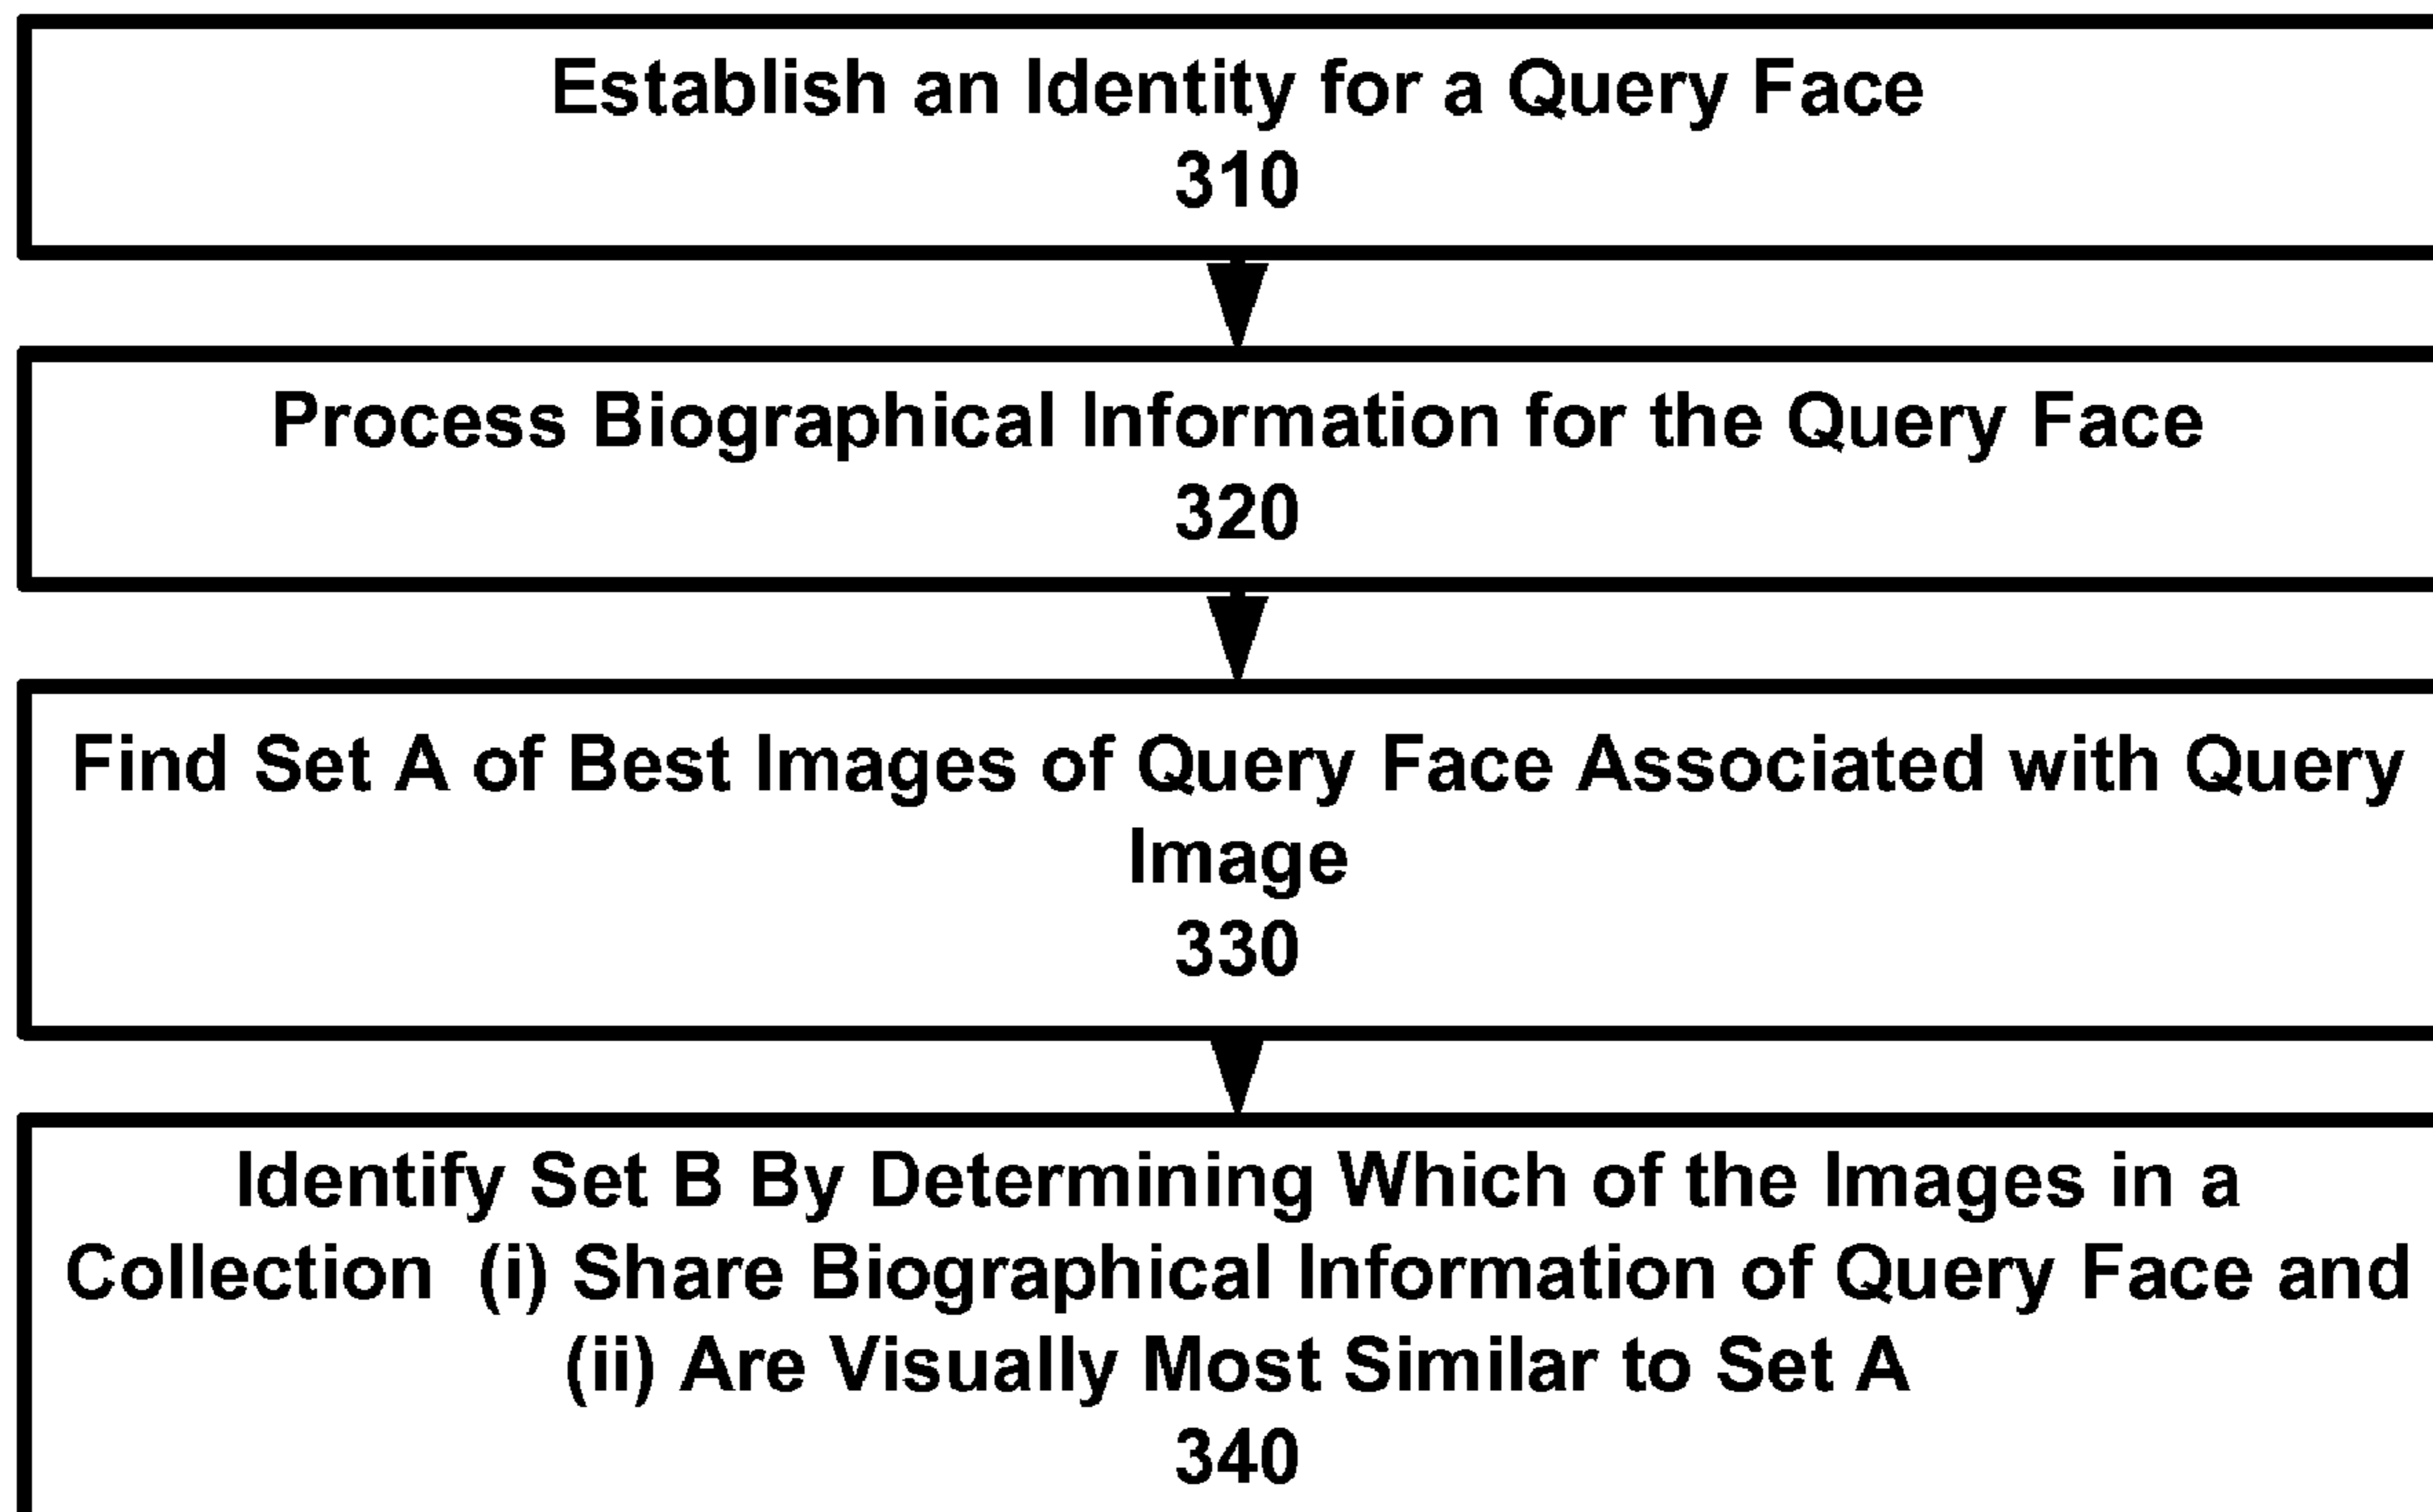 Establish an Identity for a Query Face
310
Process Biographical Information for the Query Face
320
Find Set A of Best Images of Query Face Associated with Query
Image
330
Identify Set B By Determining Which of the Images in a
Collection (i) Share Biographical Information of Query Face and
(ii) Are Visually Most Similar to Set A
340